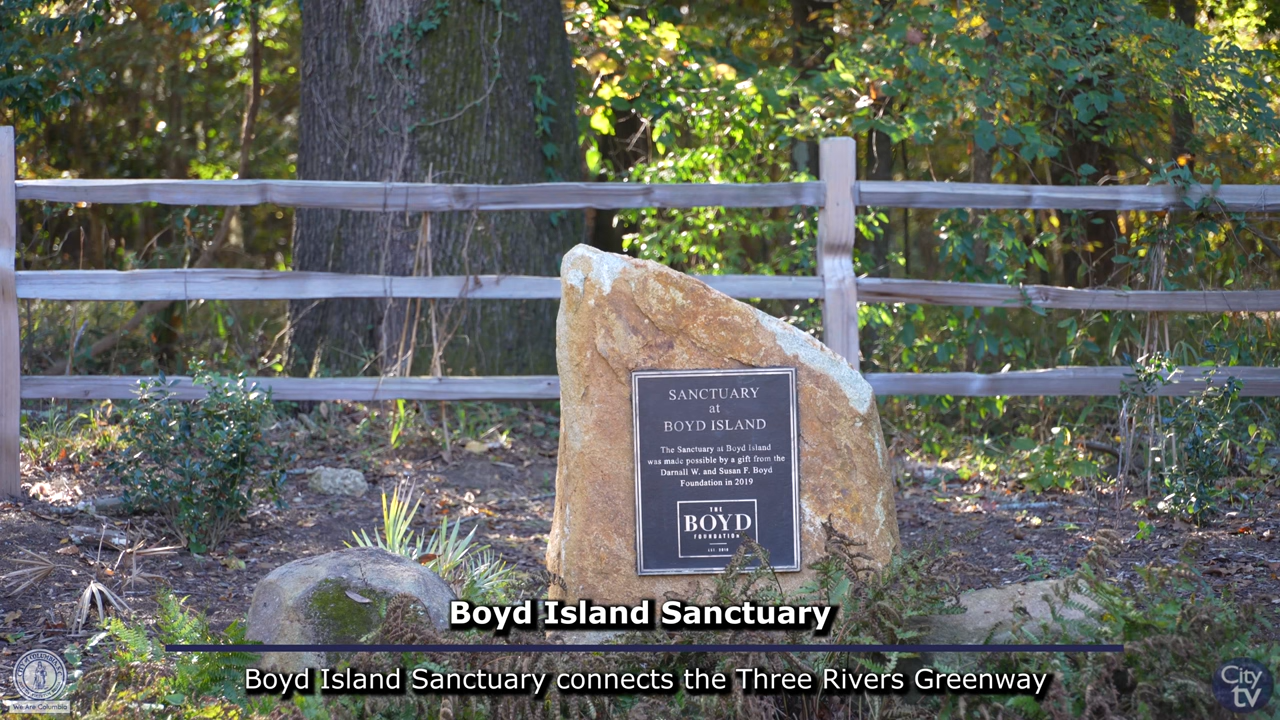 SANCTUARY
at
BOYD ISLAND
The Sanctuary at Boyd Island
was made possible by a gift from the
Darnall W. and Susan F. Boyd
Foundation in 2019
THE
BOYD
FOUNDATION
Boyd Island Sanctuary
Boyd Island Sanctuary connects the Three Rivers Greenway
We Are Columbia
City
tv